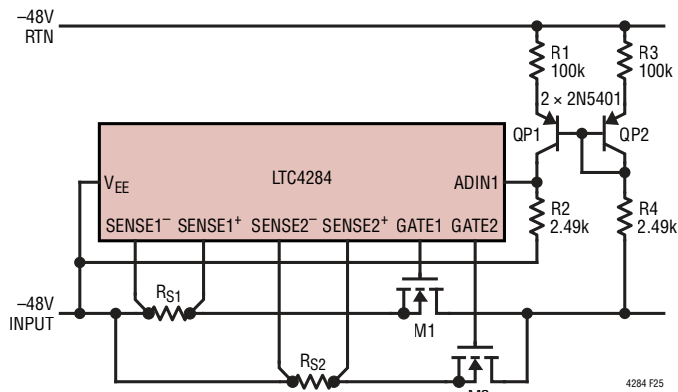 –48V
RTN
R1
100k
R3
100k
2 × 2N5401
QP1
QP2
LTC4284
VEE
ADIN1
SENSE1– SENSE1+ SENSE2– SENSE2+ GATE1 GATE2
R2
2.49k
R4
2.49k
RS1
–48V
INPUT
M1
RS2
4284 F25